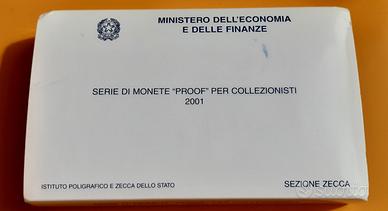 MINISTERO DELL'ECONOMIA
E DELLE FINANZE
SERIE DI MONETE "PROOF" PER COLLEZIONISTI
2001
ISTITUTO POLIGRAFICO E ZECCA DELLO STATO
SEZIONE ZECCA